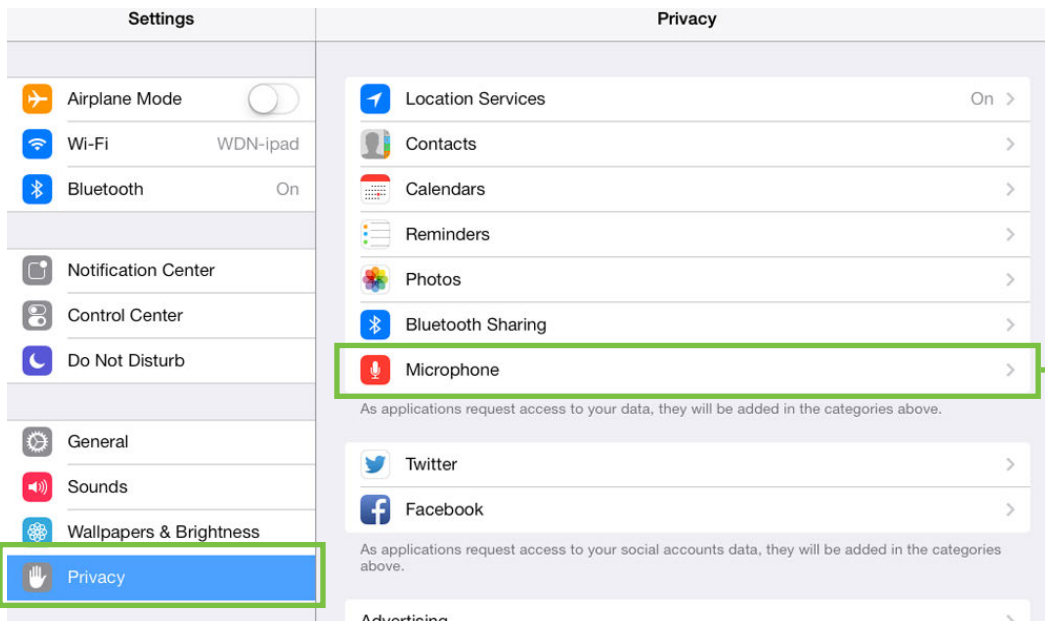 Settings
Airplane Mode
Wi-Fi WDN-ipad
Bluetooth On
Notification Center
Control Center
Do Not Disturb
General
Sounds
Wallpapers & Brightness
Privacy
Privacy
Location Services On
Contacts
Calendars
Reminders
Photos
Bluetooth Sharing
Microphone
As applications request access to your data, they will be added in the categories above.
Twitter
Facebook
As applications request access to your social accounts data, they will be added in the categories
above.
Advertising